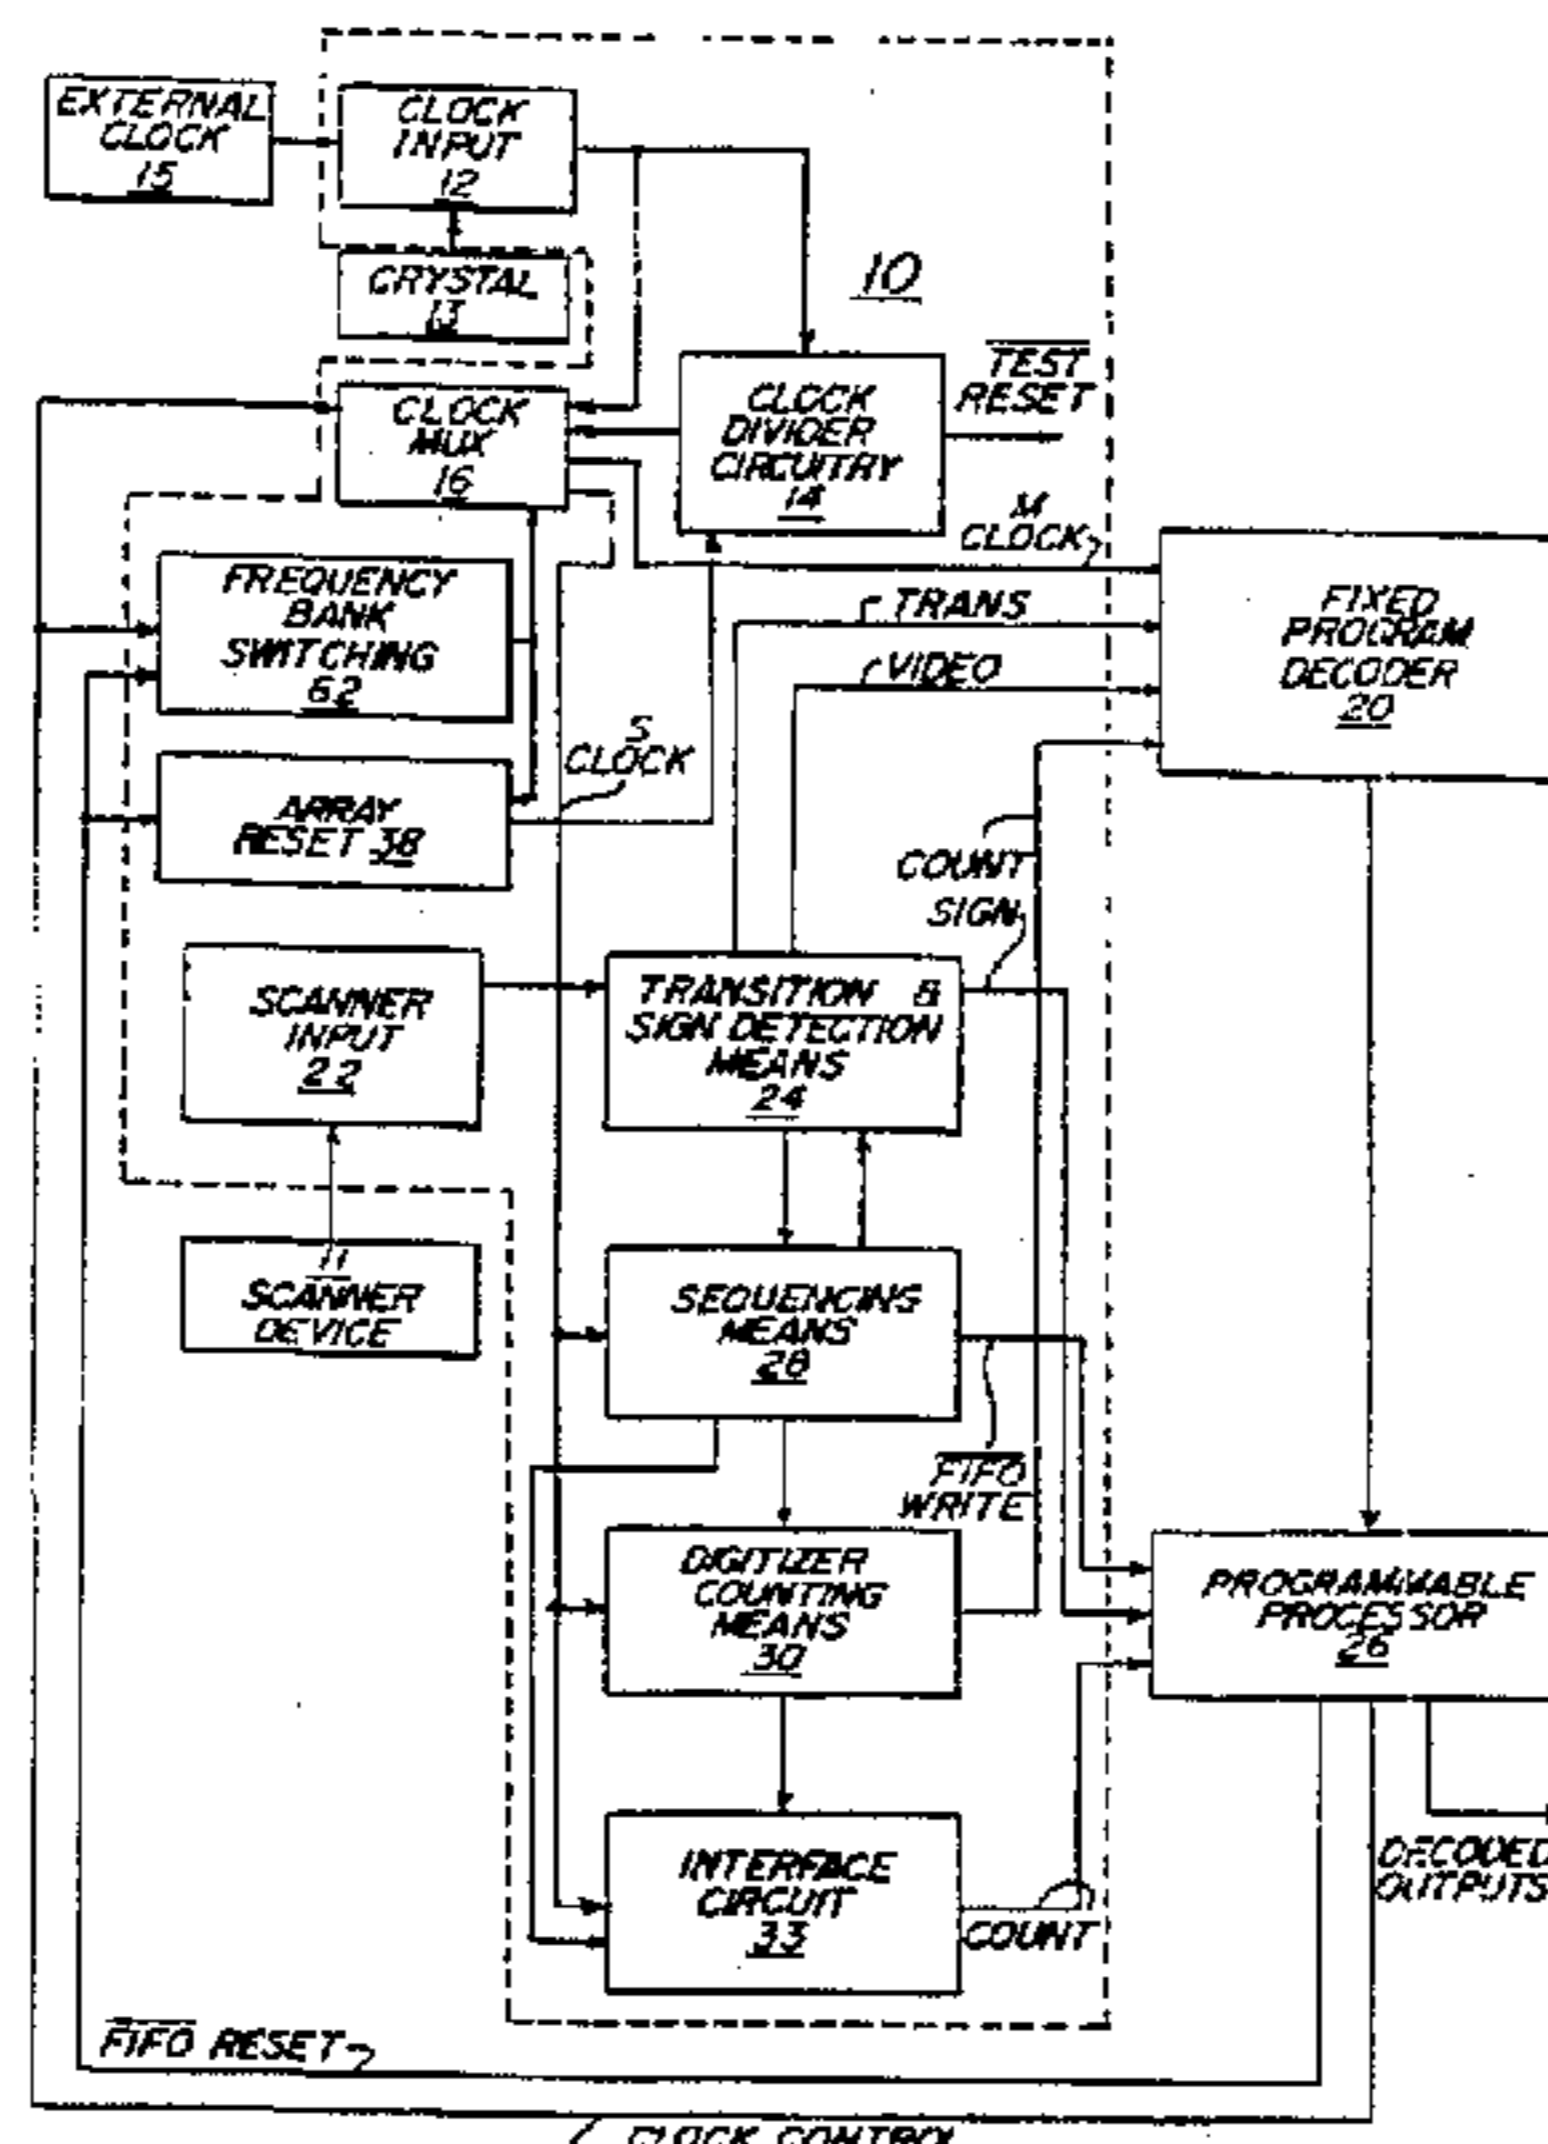 EXTERNAL
CLOCK
15
CLOCK
INPUT
12
CRYSTAL
13
10
CLOCK
MUX
16
CLOCK
DIVIDER
CIRCUITRY
14
TEST
RESET
M
CLOCK
FREQUENCY
BANK
SWITCHING
62
TRANS
VIDEO
FIXED
PROGRAM
DECODER
20
S
CLOCK
ARRAY
RESET 38
COUNT
SIGN
SCANNER
INPUT
22
TRANSITION &
SIGN DETECTION
MEANS
24
11
SCANNER
DEVICE
SEQUENCING
MEANS
28
FIFO
WRITE
DIGITIZER
COUNTING
MEANS
30
PROGRAMMABLE
PROCESSOR
26
INTERFACE
CIRCUIT
33
COUNT
DECODED
OUTPUTS
FIFO RESET
CLOCK CONTROL